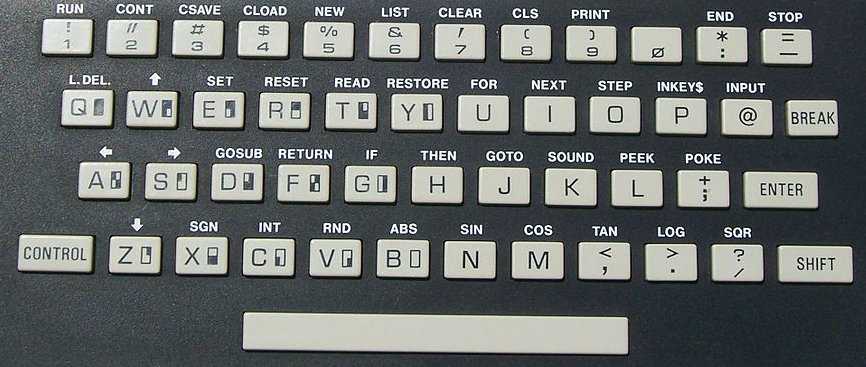 RUN CONT CSAVE CLOAD NEW LIST CLEAR CLS PRINT END STOP
! " # $ % & ' ( ) * =
1 2 3 4 5 6 7 8 9 Ø : —
L.DEL. ⬆ SET RESET READ RESTORE FOR NEXT STEP INKEY$ INPUT
Q W E R T Y U I O P @ BREAK
⬅ ➡ GOSUB RETURN IF THEN GOTO SOUND PEEK POKE
A S D F G H J K L + ; ENTER
⬇ SGN INT RND ABS SIN COS TAN LOG SQR
CONTROL Z X C V B N M < , > . ? / SHIFT